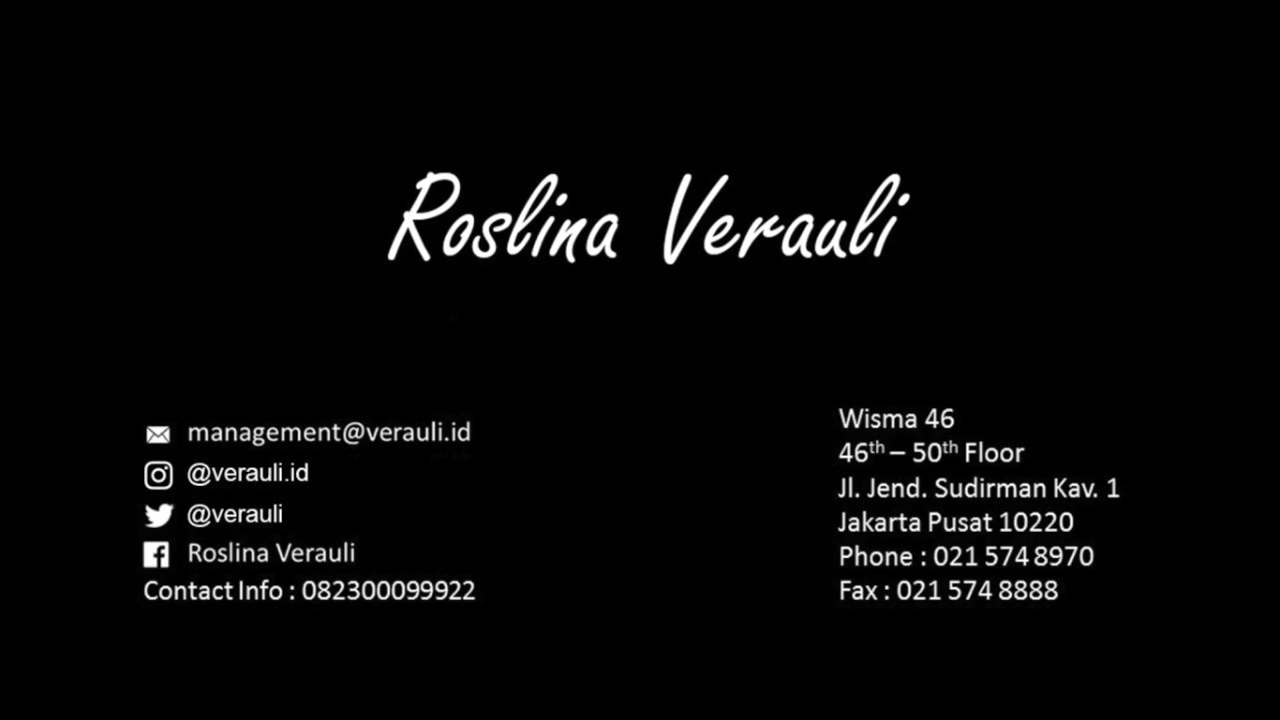 Roslina Verauli
management@verauli.id
@verauli.id
@verauli
Roslina Verauli
Contact Info : 082300099922
Wisma 46
46th – 50th Floor
Jl. Jend. Sudirman Kav. 1
Jakarta Pusat 10220
Phone : 021 574 8970
Fax : 021 574 8888